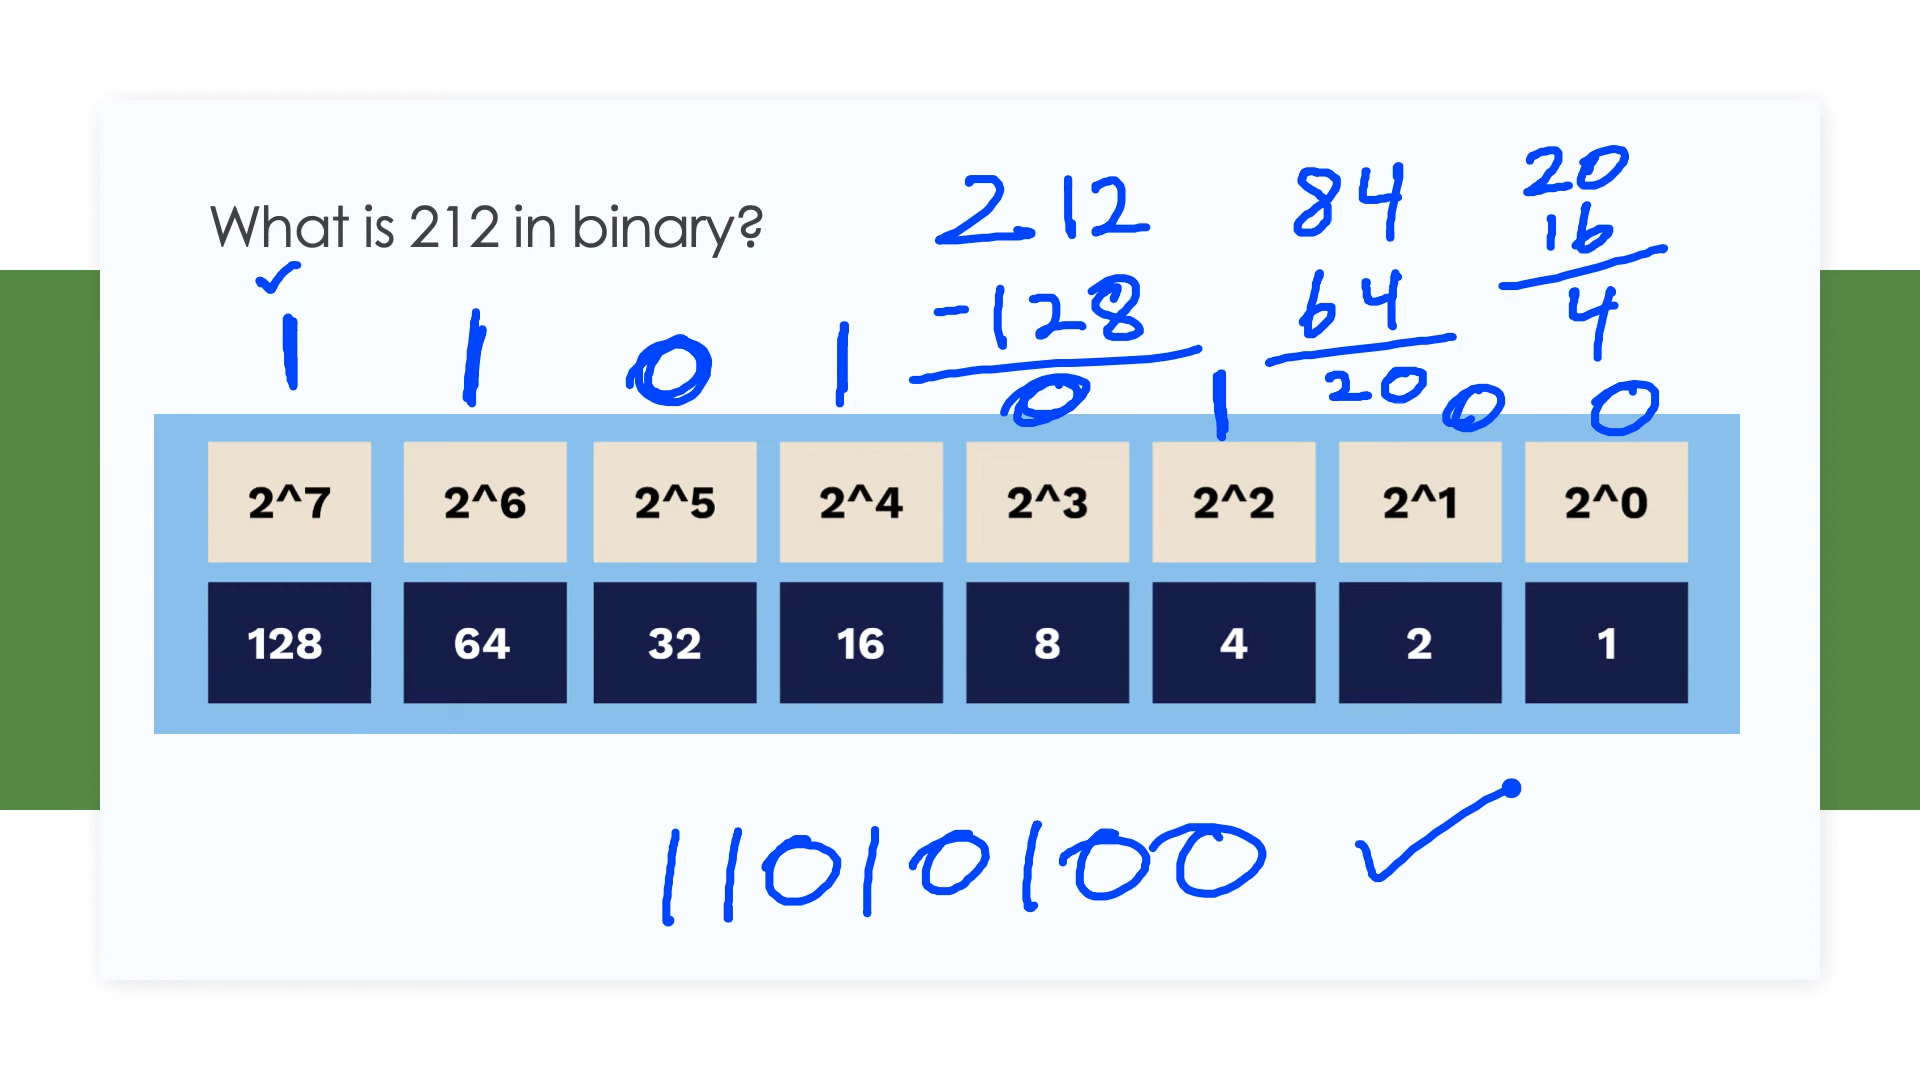 What is 212 in binary?
212 84 20
-128 64 16
20 4
1 1 0 1 0 1 0 0
2^7 2^6 2^5 2^4 2^3 2^2 2^1 2^0
128 64 32 16 8 4 2 1
11010100